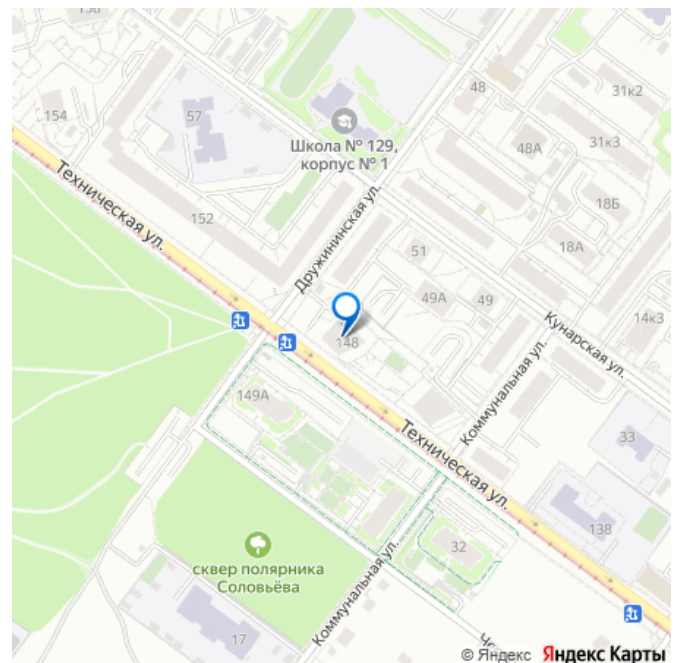 158
48
31к2
154
57
Школа № 129,
корпус № 1
48А
31к3
Техническая ул.
152
Дружининская ул.
18Б
18А
51
49А
49
14к3
Кунарская ул.
148
Коммунальная ул.
149А
Техническая ул.
33
138
32
сквер полярника
Соловьёва
Коммунальная ул.
17
© Яндекс Яндекс Карты